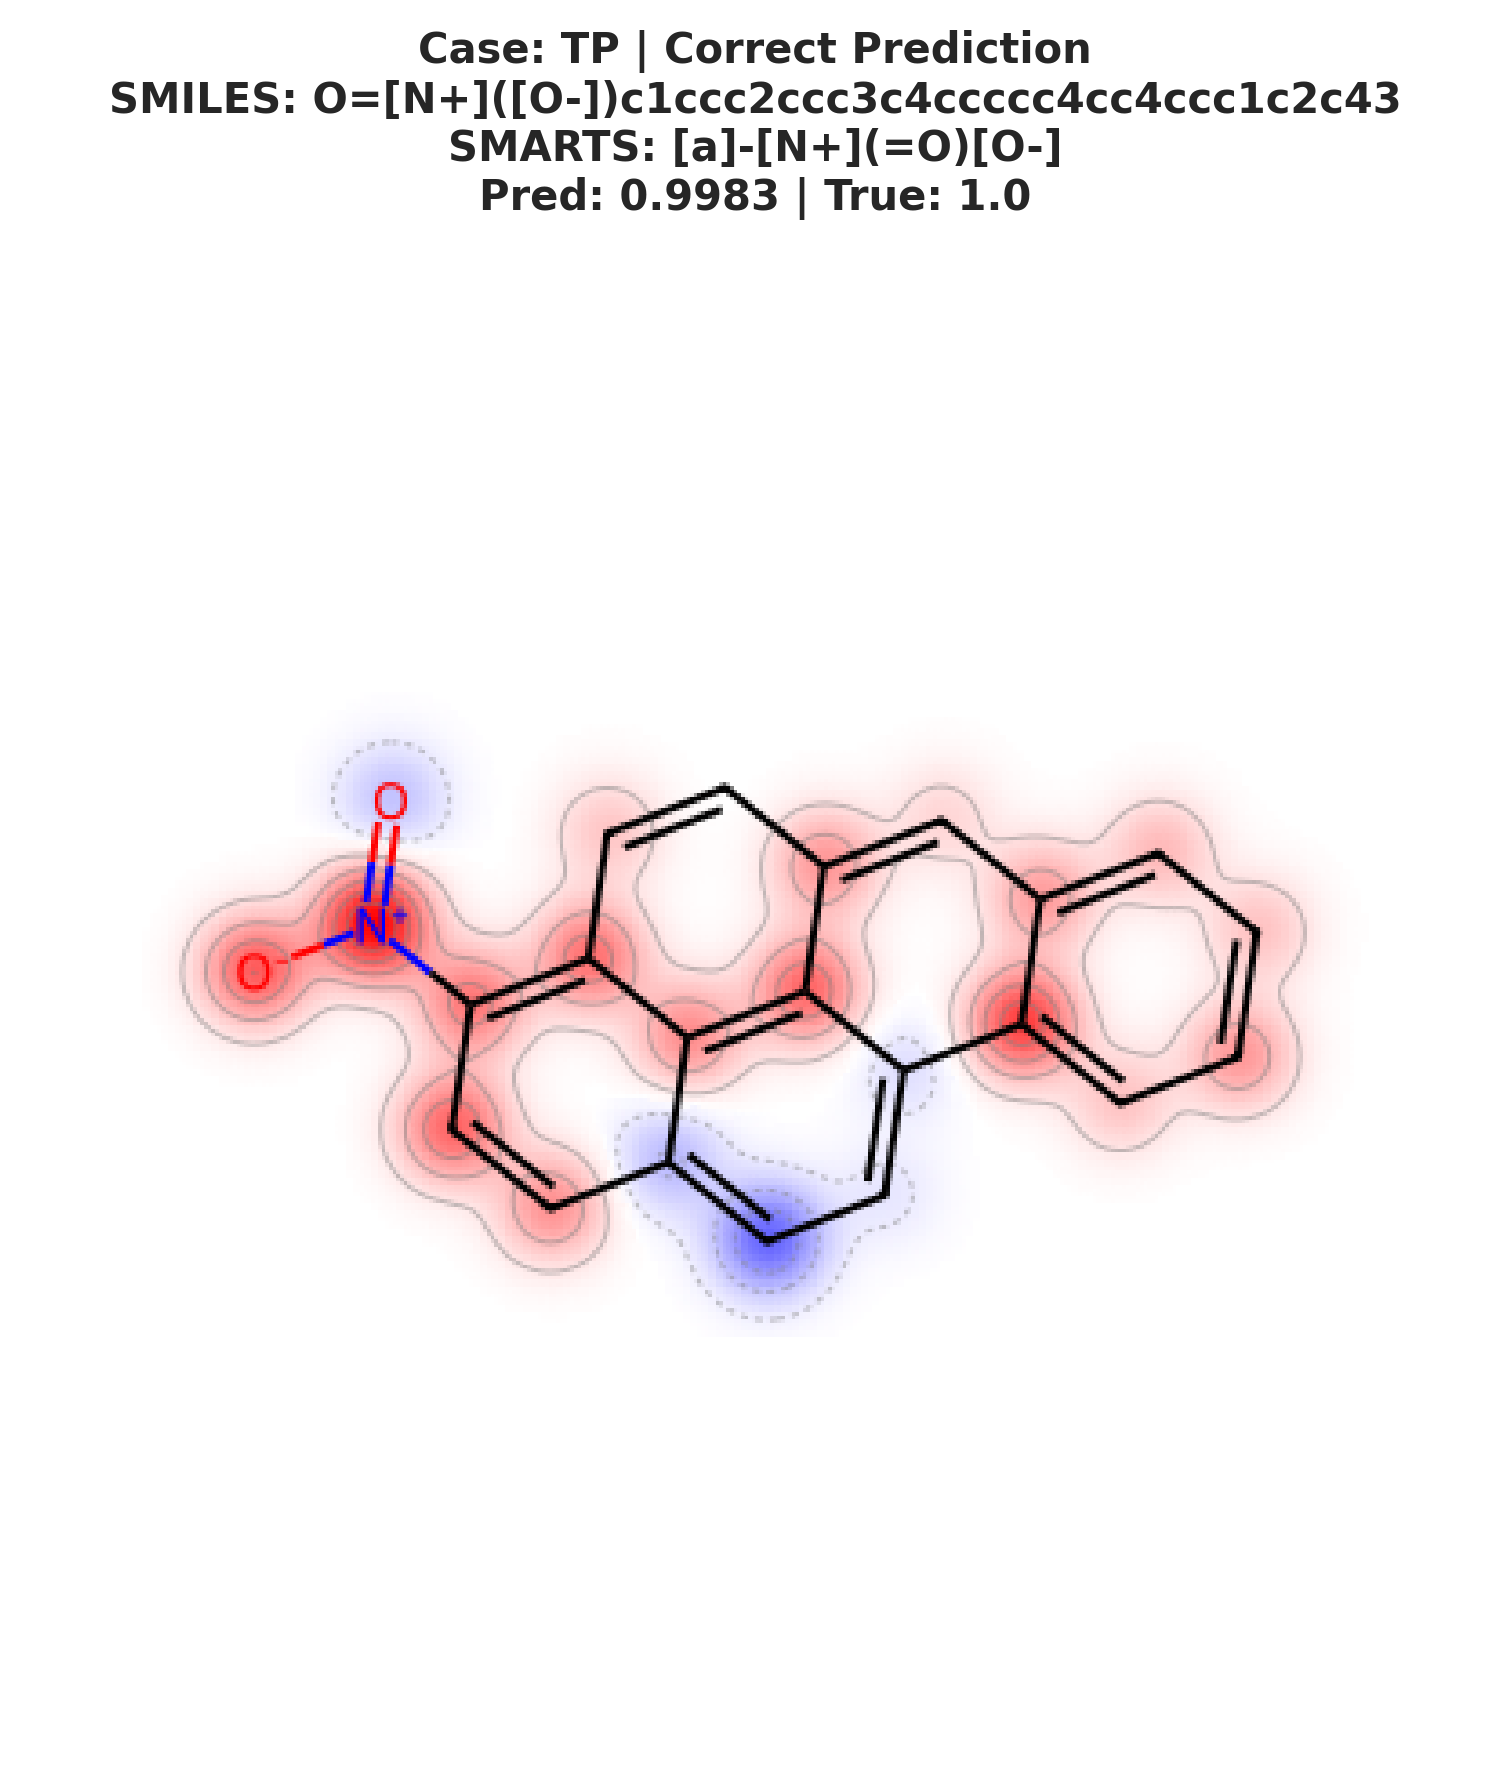 Case: TP | Correct Prediction
SMILES: O=[N+]([O-])c1ccc2ccc3c4ccccc4cc4ccc1c2c43
SMARTS: [a]-[N+](=O)[O-]
Pred: 0.9983 | True: 1.0
O
N+
O-